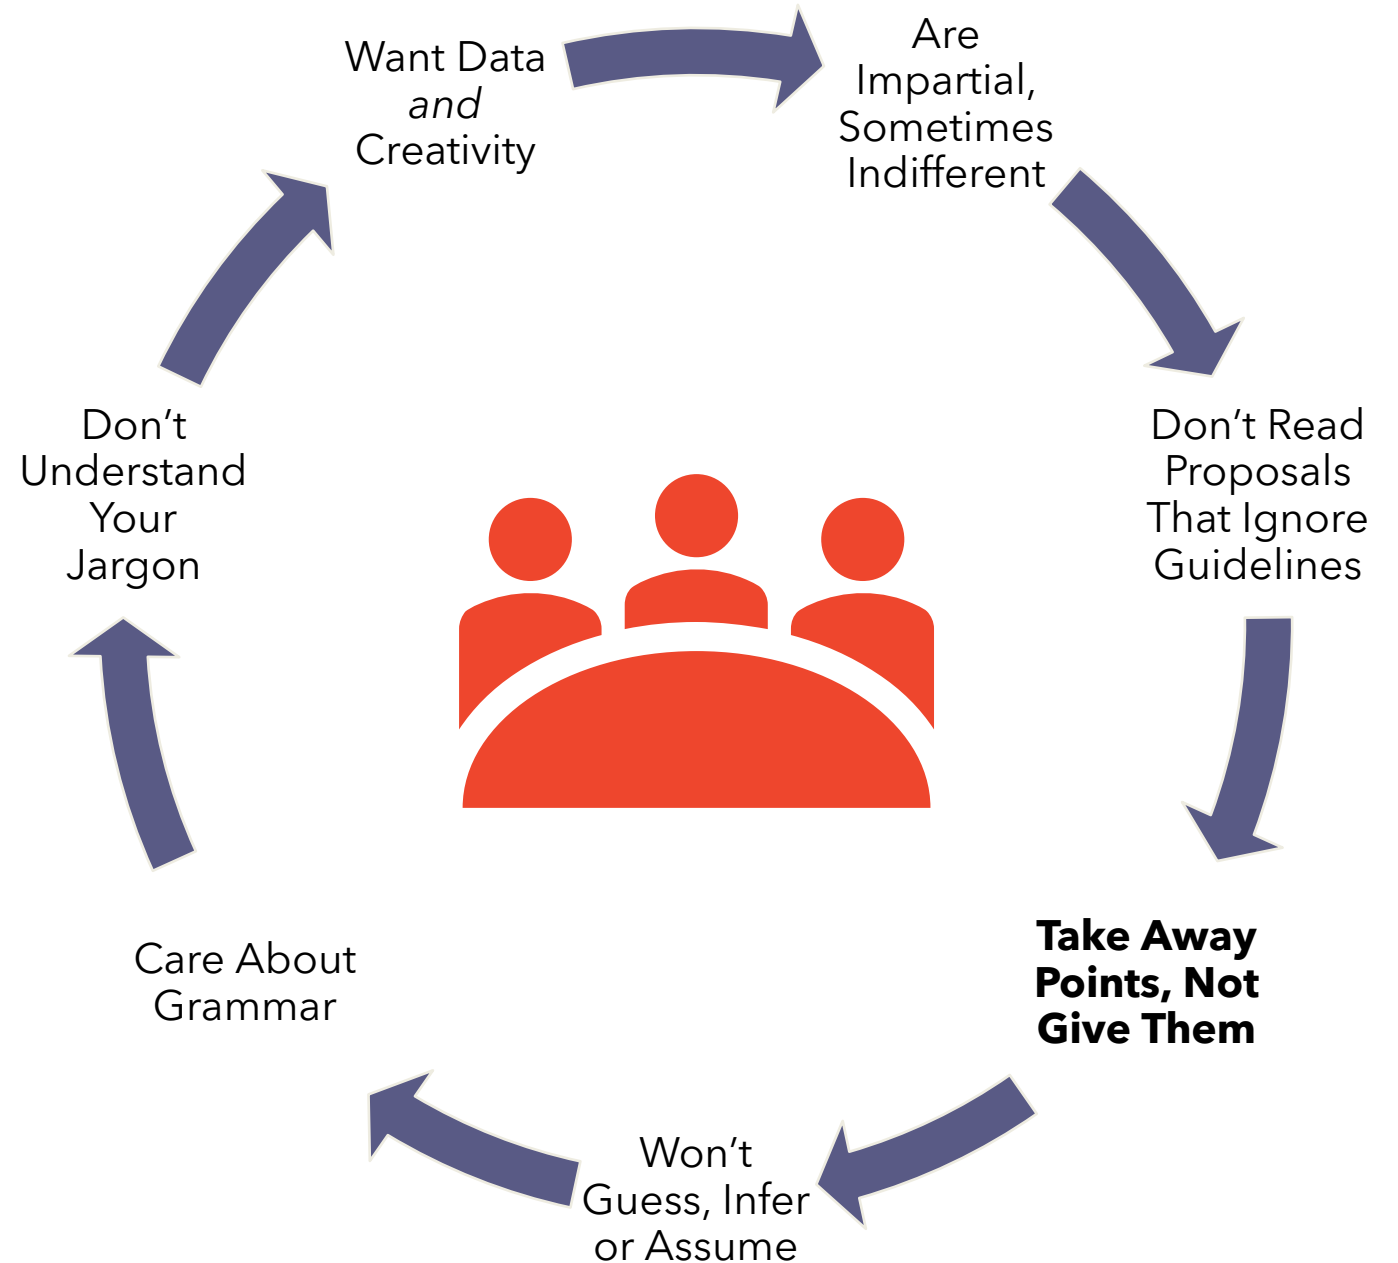 Want Data
and
Creativity
Are
Impartial,
Sometimes
Indifferent
Don’t Read
Proposals
That Ignore
Guidelines
Take Away
Points, Not
Give Them
Won’t
Guess, Infer
or Assume
Care About
Grammar
Don’t
Understand
Your
Jargon